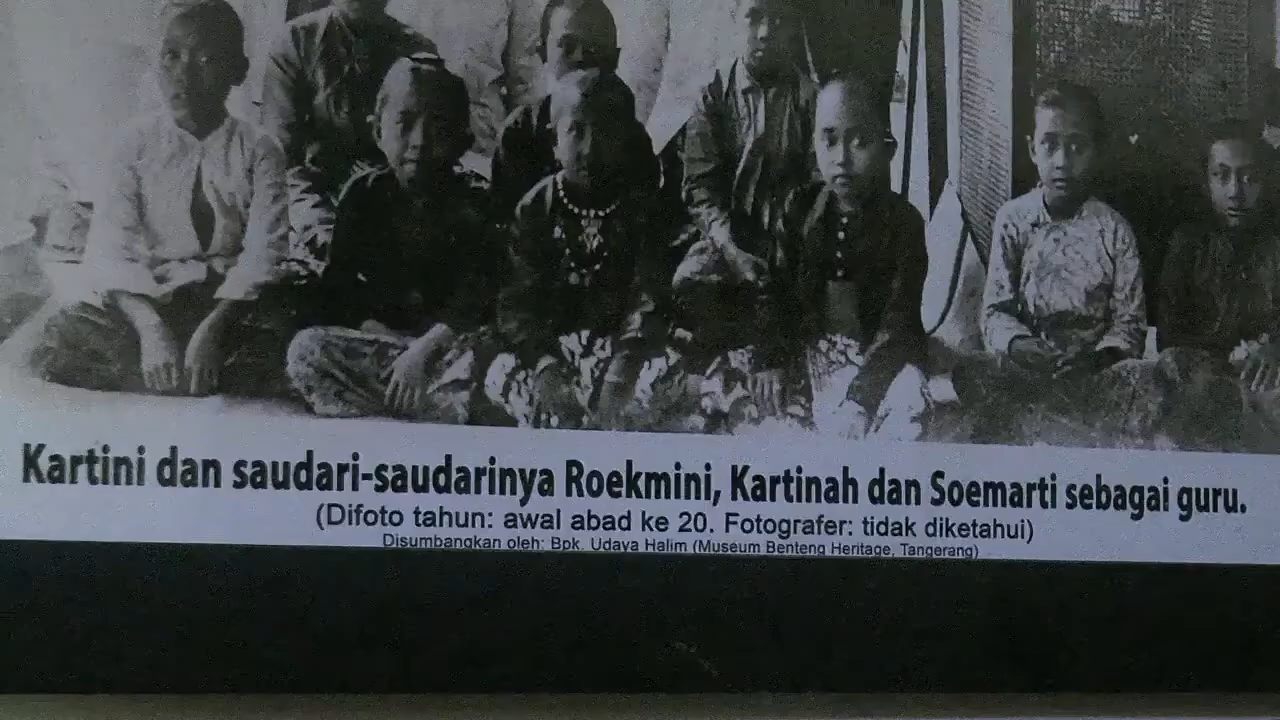 Kartini dan saudari-saudarinya Roekmini, Kartinah dan Soemarti sebagai guru.
(Difoto tahun: awal abad ke 20. Fotografer: tidak diketahui)
Disumbangkan oleh: Bpk. Udaya Halim (Museum Benteng Heritage, Tangerang)